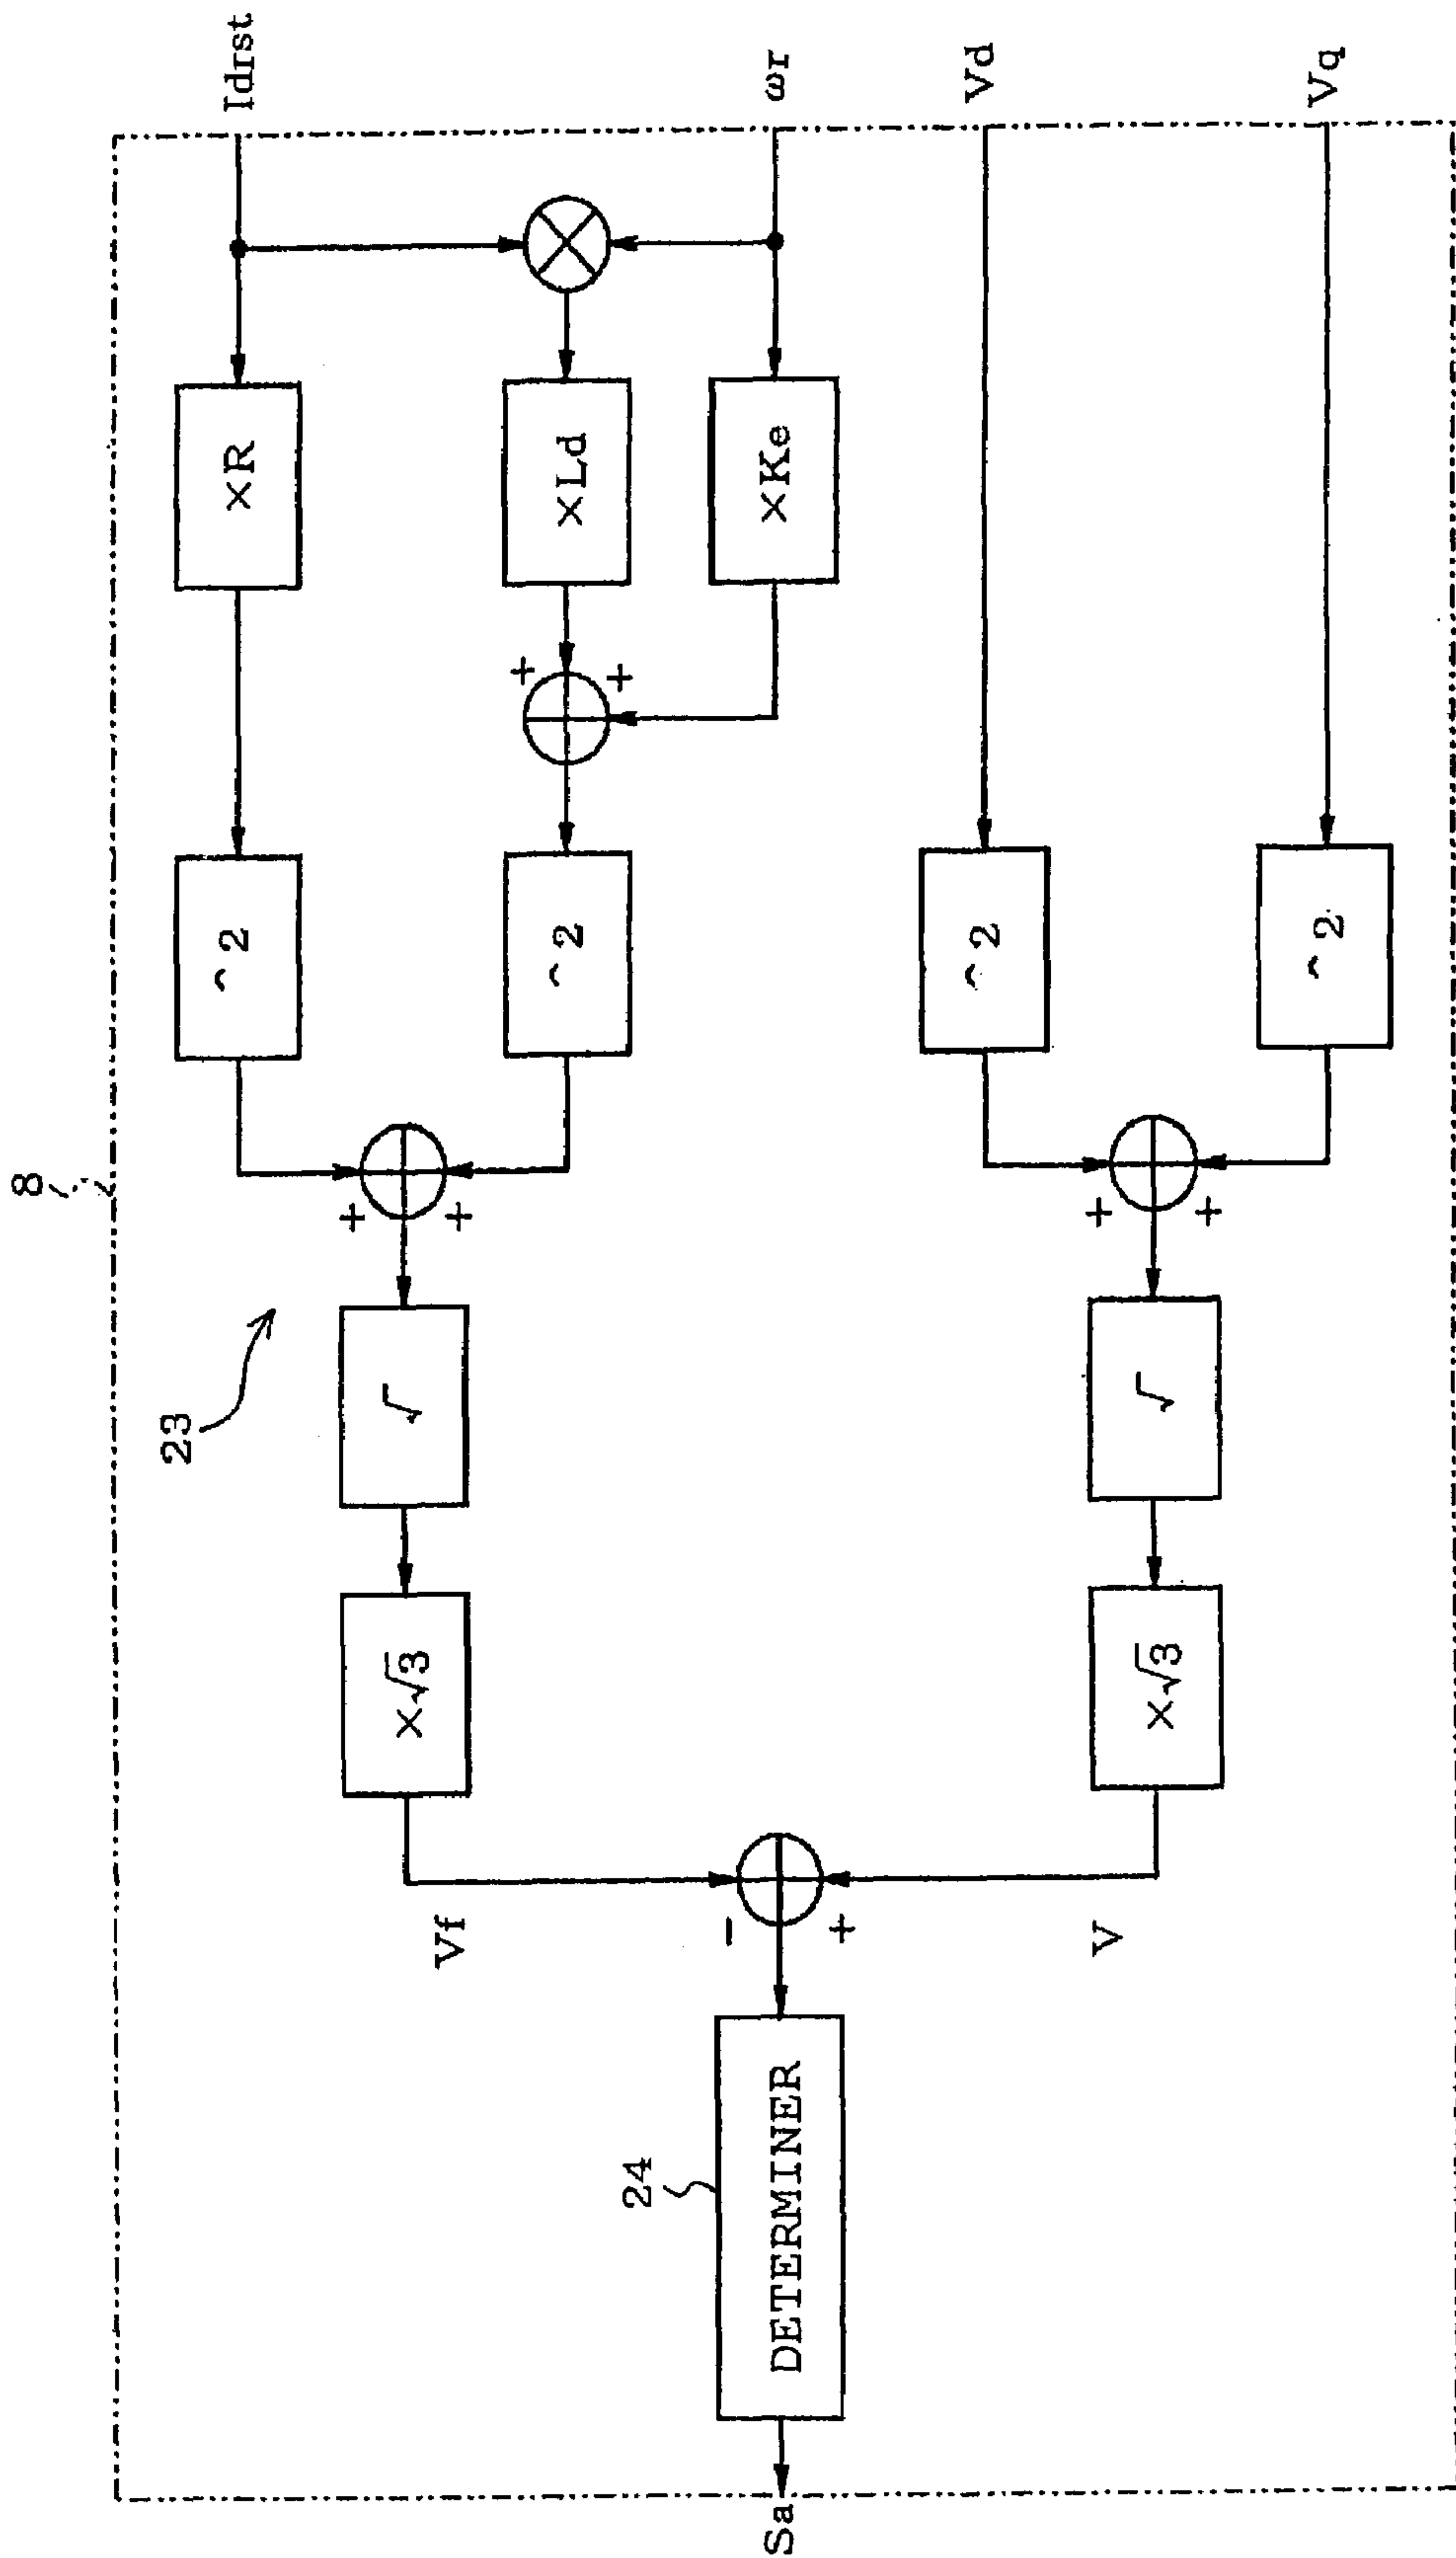 8
Idrst
ωr
Vd
Vq
×R
×Ld
×Ke
+
+
^2
^2
^2
^2
+
+
+
+
23
√
√
×√3
×√3
Vf
V
-
+
24
DETERMINER
Sa